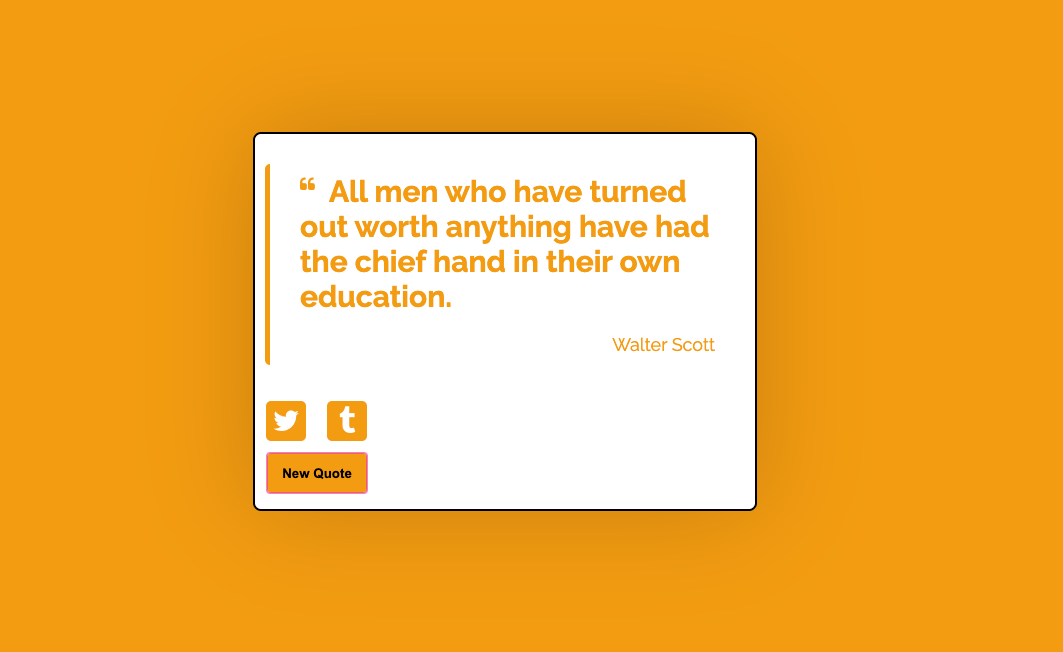 “ All men who have turned
out worth anything have had
the chief hand in their own
education.
Walter Scott
t
New Quote